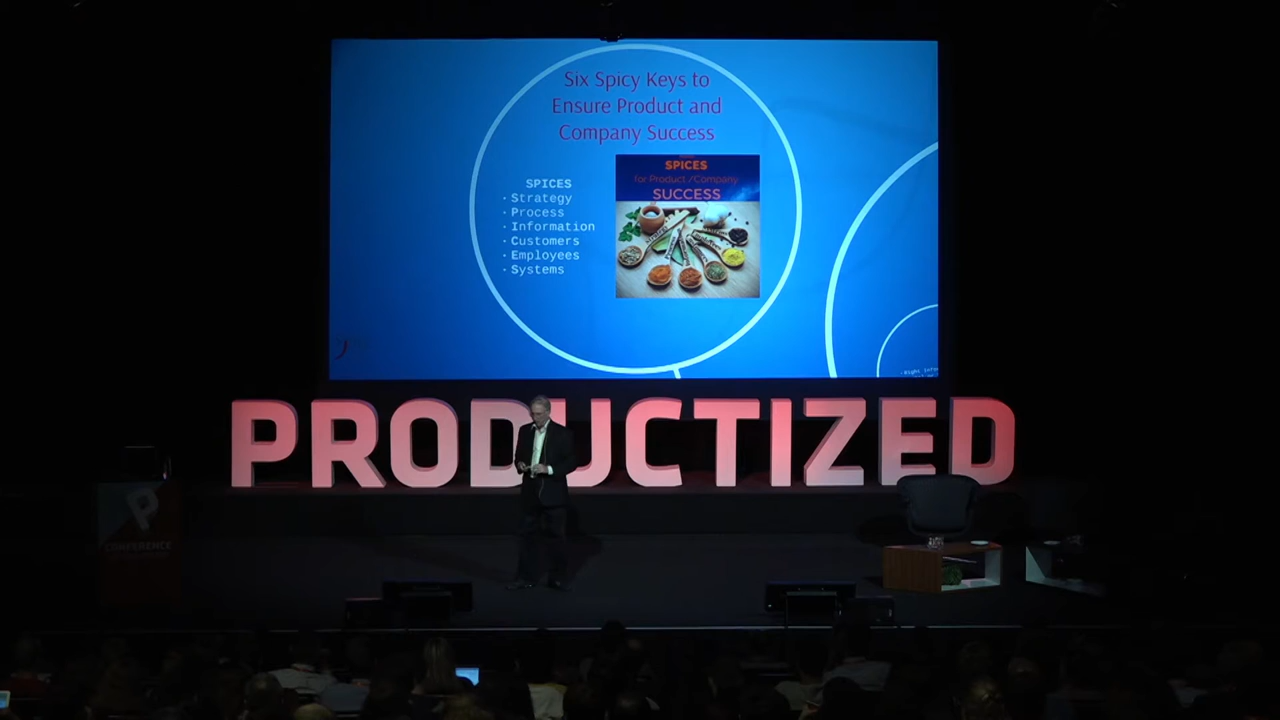 Six Spicy Keys to
Ensure Product and
Company Success
SPICES
for Product /Company
SUCCESS
SPICES
· Strategy
· Process
· Information
· Customers
· Employees
· Systems
PRODUCTIZED
P
CONFERENCE